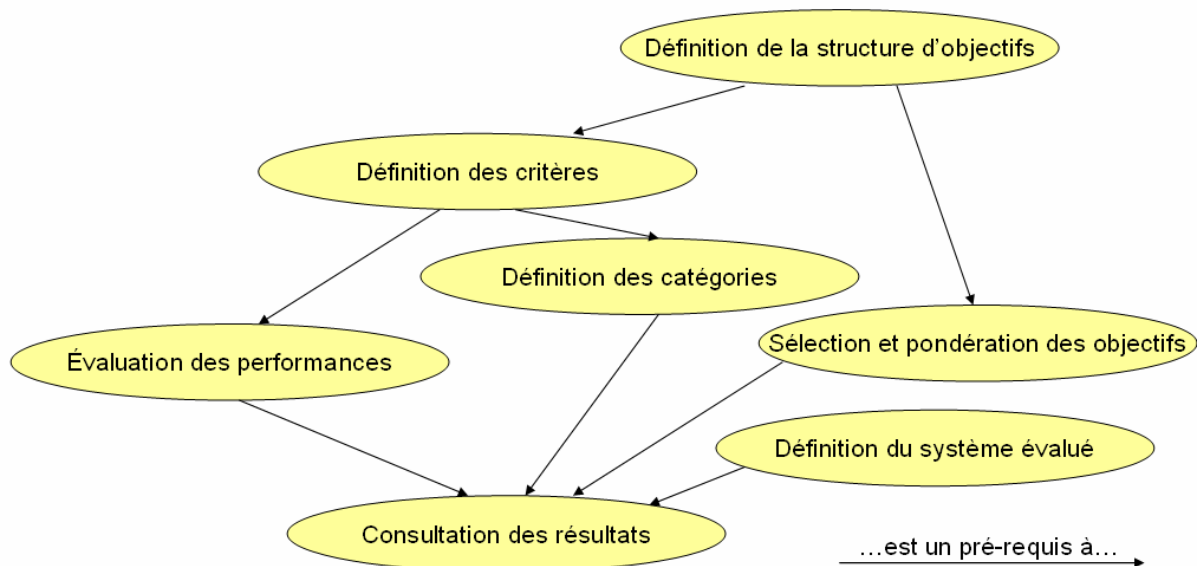 Définition de la structure d’objectifs
Définition des critères
Définition des catégories
Sélection et pondération des objectifs
Évaluation des performances
Définition du système évalué
Consultation des résultats
…est un pré-requis à…